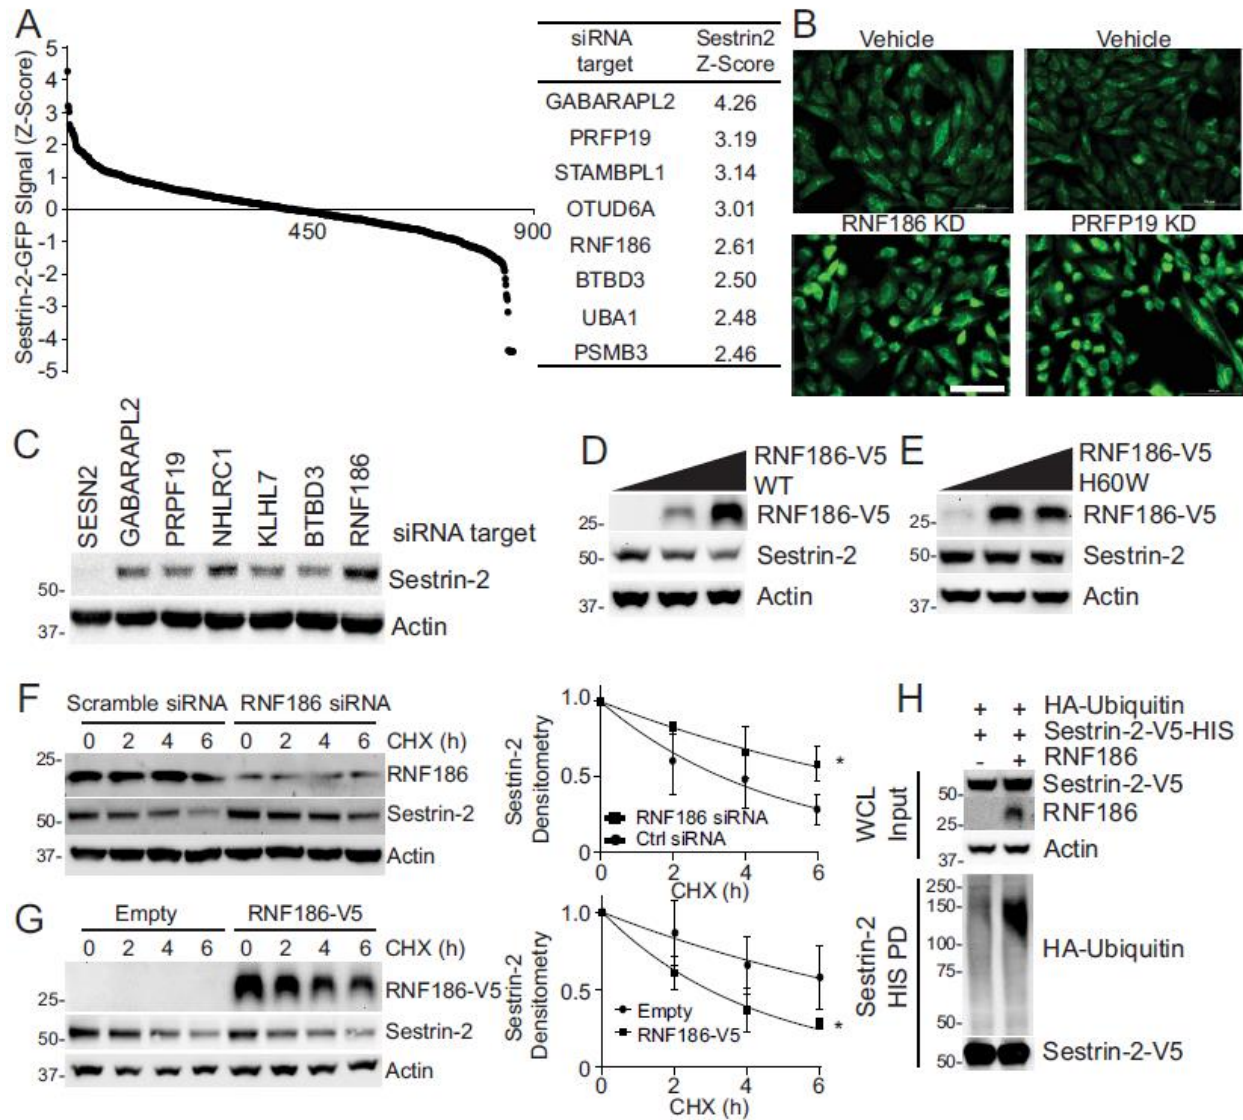 A
Sestrin-2-GFP SIgnal (Z-Score)
5
4
3
2
1
0
-1
-2
-3
-4
-5
450
900
siRNA target Sestrin2 Z-Score
GABARAPL2 4.26
PRFP19 3.19
STAMBPL1 3.14
OTUD6A 3.01
RNF186 2.61
BTBD3 2.50
UBA1 2.48
PSMB3 2.46
B
Vehicle Vehicle
RNF186 KD PRFP19 KD
C
SESN2
GABARAPL2
PRPF19
NHLRC1
KLHL7
BTBD3
RNF186
siRNA target
50- Sestrin-2
37- Actin
D
RNF186-V5
WT
25- RNF186-V5
50- Sestrin-2
37- Actin
E
RNF186-V5
H60W
25- RNF186-V5
50- Sestrin-2
37- Actin
F
Scramble siRNA RNF186 siRNA
0 2 4 6 0 2 4 6 CHX (h)
25- RNF186
50- Sestrin-2
37- Actin
Sestrin-2
Densitometry
1.0
0.5
0
*
RNF186 siRNA
Ctrl siRNA
0 2 4 6
CHX (h)
G
Empty RNF186-V5
0 2 4 6 0 2 4 6 CHX (h)
25- RNF186-V5
50- Sestrin-2
37- Actin
Sestrin-2
Densitometry
1.0
0.5
0
*
Empty
RNF186-V5
0 2 4 6
CHX (h)
H
+ + HA-Ubiquitin
+ + Sestrin-2-V5-HIS
- + RNF186
WCL
Input
50- Sestrin-2-V5
25- RNF186
37- Actin
Sestrin-2
HIS PD
250-
150-
100-
50-
HA-Ubiquitin
50- Sestrin-2-V5